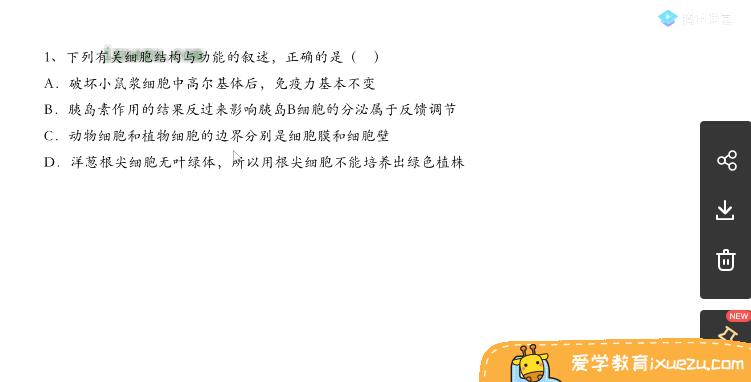 腾讯课堂
1、下列有关细胞结构与功能的叙述，正确的是（　）
A．破坏小鼠浆细胞中高尔基体后，免疫力基本不变
B．胰岛素作用的结果反过来影响胰岛B细胞的分泌属于反馈调节
C．动物细胞和植物细胞的边界分别是细胞膜和细胞壁
D．洋葱根尖细胞无叶绿体，所以用根尖细胞不能培养出绿色植株
NEW
爱学教育ixuezu.com